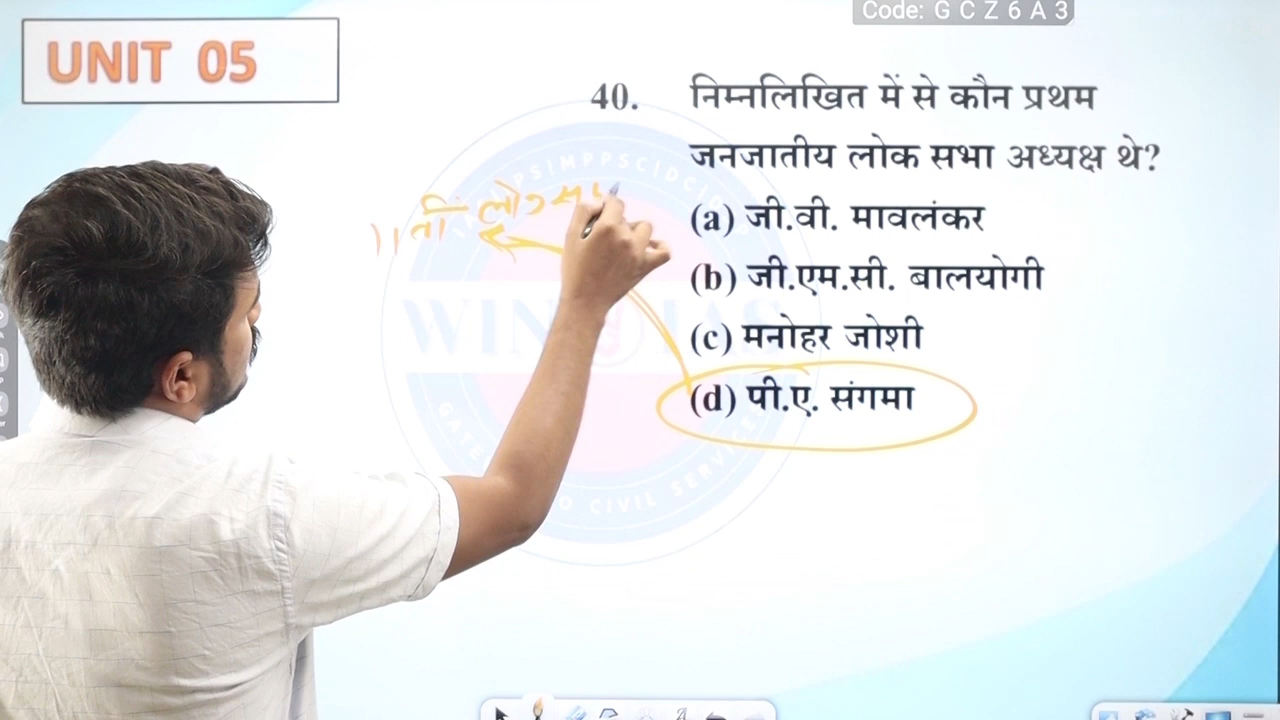 Code: G C Z 6 A 3
UNIT 05
40. निम्नलिखित में से कौन प्रथम
जनजातीय लोक सभा अध्यक्ष थे?
(a) जी.वी. मावलंकर
(b) जी.एम.सी. बालयोगी
(c) मनोहर जोशी
(d) पी.ए. संगमा